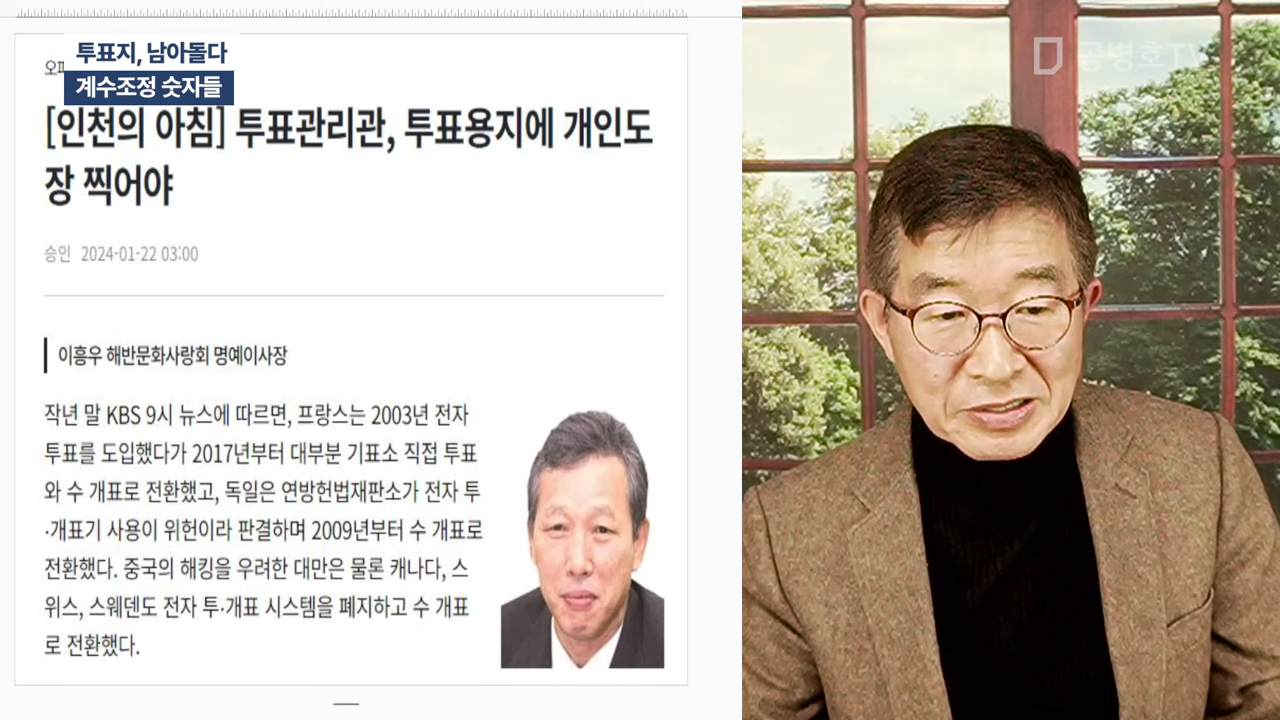 투표지, 남아돌다
계수조정 숫자들
[인천의 아침] 투표관리관, 투표용지에 개인도
장 찍어야
승인 2024-01-22 03:00
이흥우 해반문화사랑회 명예이사장
작년 말 KBS 9시 뉴스에 따르면, 프랑스는 2003년 전자
투표를 도입했다가 2017년부터 대부분 기표소 직접 투표
와 수 개표로 전환했고, 독일은 연방헌법재판소가 전자 투
·개표기 사용이 위헌이라 판결하며 2009년부터 수 개표로
전환했다. 중국의 해킹을 우려한 대만은 물론 캐나다, 스
위스, 스웨덴도 전자 투·개표 시스템을 폐지하고 수 개표
로 전환했다.
공병호TV